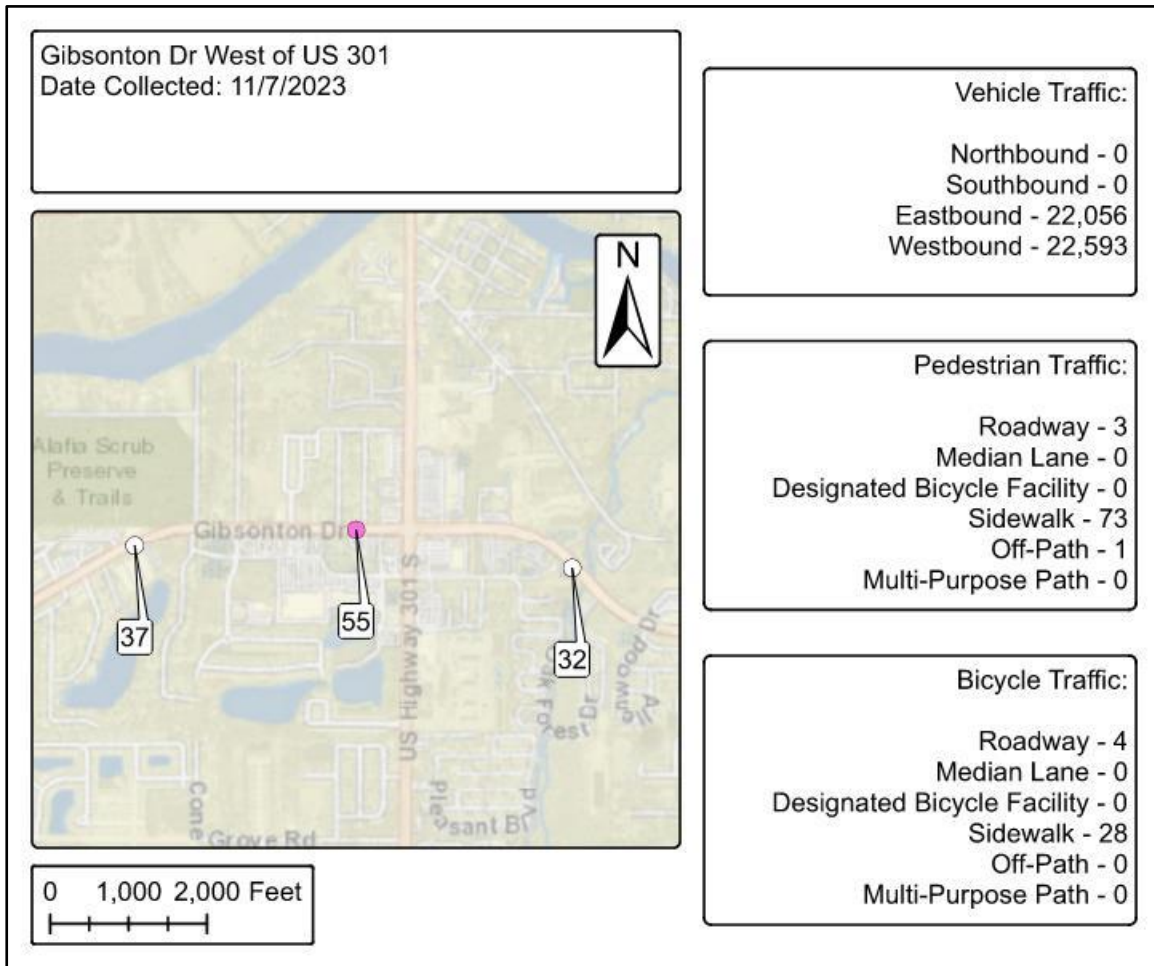 Gibsonton Dr West of US 301
Date Collected: 11/7/2023
Vehicle Traffic:
Northbound - 0
Southbound - 0
Eastbound - 22,056
Westbound - 22,593
Pedestrian Traffic:
Roadway - 3
Median Lane - 0
Designated Bicycle Facility - 0
Sidewalk - 73
Off-Path - 1
Multi-Purpose Path - 0
Bicycle Traffic:
Roadway - 4
Median Lane - 0
Designated Bicycle Facility - 0
Sidewalk - 28
Off-Path - 0
Multi-Purpose Path - 0
N
Alafia Scrub
Preserve
& Trails
Gibsonton Dr
37
55
32
US Highway 301 S
Cone
Grove Rd
sant Blvd
0 1,000 2,000 Feet